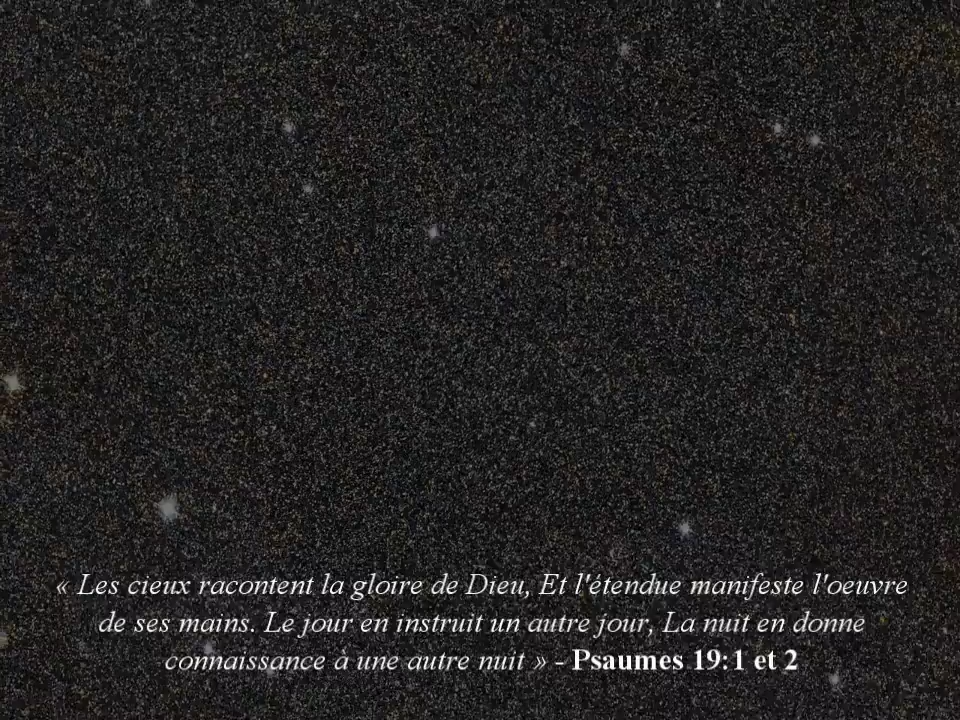 « Les cieux racontent la gloire de Dieu, Et l'étendue manifeste l'oeuvre
de ses mains. Le jour en instruit un autre jour, La nuit en donne
connaissance à une autre nuit » - Psaumes 19:1 et 2